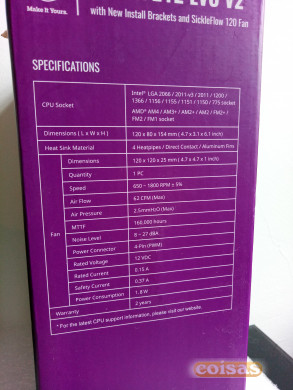 Make It Yours.
EVO V2
with New Install Brackets and SickleFlow 120 Fan
SPECIFICATIONS
CPU Socket
Intel® LGA 2066 / 2011-v3 / 2011 / 1200 /
1366 / 1156 / 1155 / 1151 / 1150 / 775 socket
AMD® AM4 / AM3+ / AM3 / AM2+ / AM2 / FM2+ /
FM2 / FM1 socket
Dimensions ( L x W x H ) 120 x 80 x 154 mm ( 4.7 x 3.1 x 6.1 inch)
Heat Sink Material 4 Heatpipes / Direct Contact / Aluminum Fins
Fan
Dimensions 120 x 120 x 25 mm ( 4.7 x 4.7 x 1 inch)
Quantity 1 PC
Speed 650 – 1800 RPM ± 5%
Air Flow 62 CFM (Max)
Air Pressure 2.5mmH2O (Max)
MTTF 160,000 hours
Noise Level 8 – 27 dBA
Power Connector 4-Pin (PWM)
Rated Voltage 12 VDC
Rated Current 0.15 A
Safety Current 0.37 A
Power Consumption 1.8 W
Warranty 2 years
* For the latest CPU support information, please visit our website.
coisas